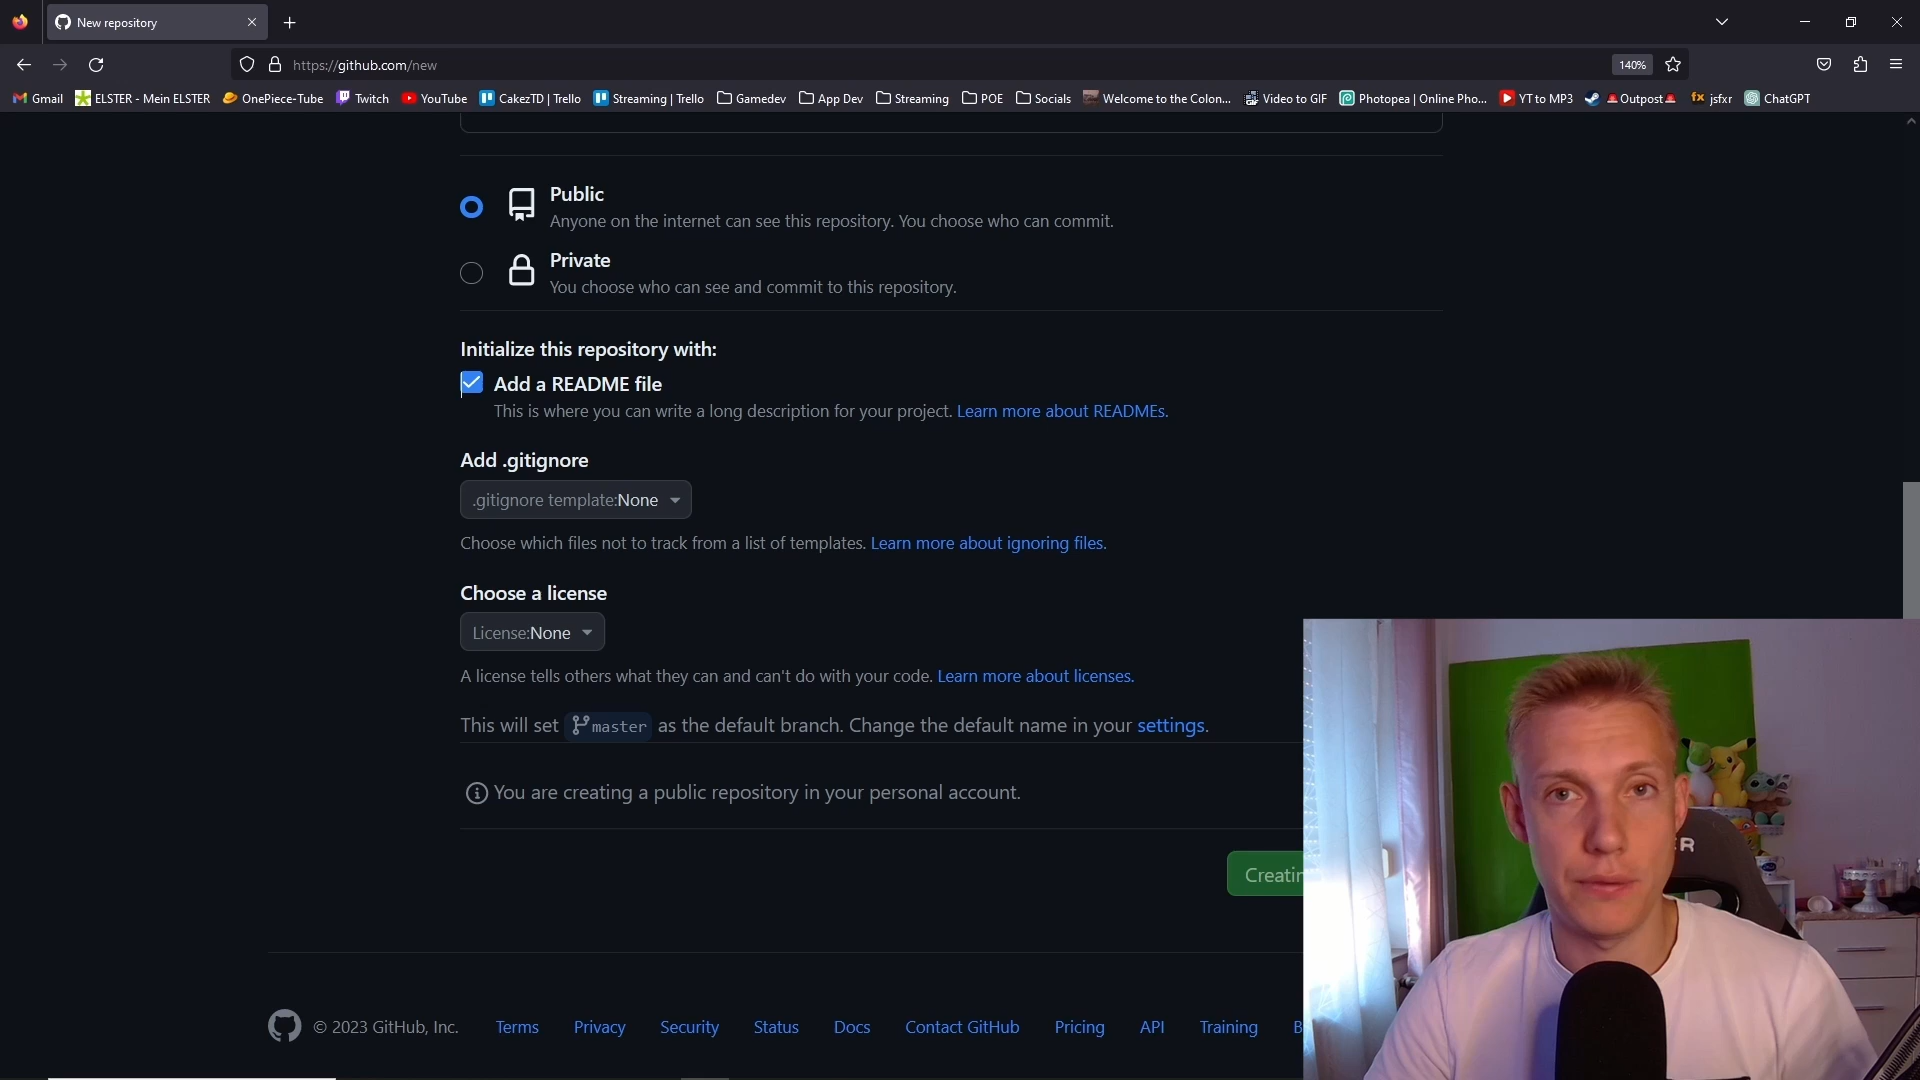 New repository
https://github.com/new
140%
Gmail
ELSTER - Mein ELSTER
OnePiece-Tube
Twitch
YouTube
CakezTD | Trello
Streaming | Trello
Gamedev
App Dev
Streaming
POE
Socials
Welcome to the Colon...
Video to GIF
Photopea | Online Pho...
YT to MP3
🚨Outpost🚨
fx jsfxr
ChatGPT
Public
Anyone on the internet can see this repository. You choose who can commit.
Private
You choose who can see and commit to this repository.
Initialize this repository with:
Add a README file
This is where you can write a long description for your project. Learn more about READMEs.
Add .gitignore
.gitignore template:None
Choose which files not to track from a list of templates. Learn more about ignoring files.
Choose a license
License:None
A license tells others what they can and can't do with your code. Learn more about licenses.
This will set master as the default branch. Change the default name in your settings.
You are creating a public repository in your personal account.
Creatin
© 2023 GitHub, Inc.
Terms
Privacy
Security
Status
Docs
Contact GitHub
Pricing
API
Training
B